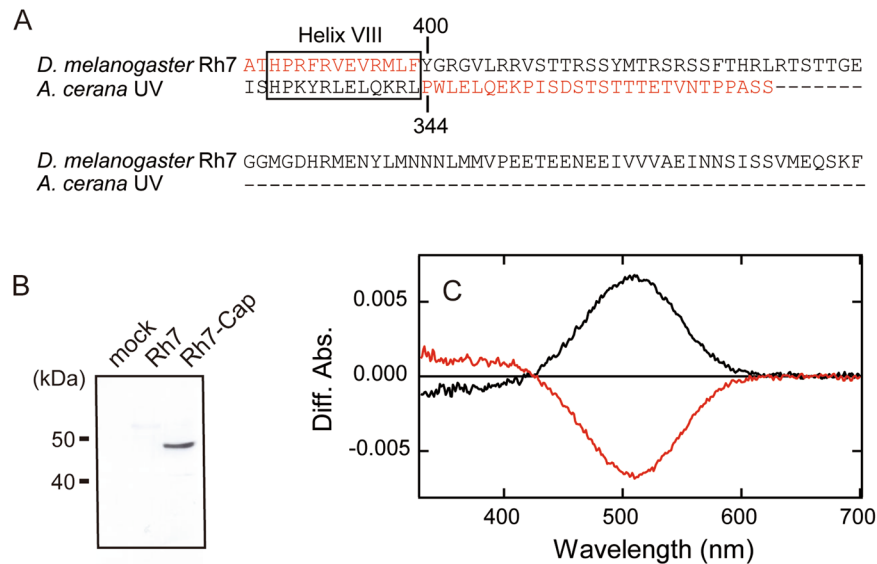 A
Helix VIII
400
D. melanogaster Rh7 ATHPRFRVEVRMLFYGRGVLRRVSTTRSSYMTRSRSSFTHRLRTSTTGE
A. cerana UV ISHPKYRLELQKRLPWLELQEKPISDSTSTTTETVNTPPASS-------
344
D. melanogaster Rh7 GGMGDHRMENYLMNNNLMMVPEETEENEEIVVVAEINNSISSVMEQSKF
A. cerana UV -------------------------------------------------
B
mock
Rh7
Rh7-Cap
(kDa)
50
40
C
Diff. Abs.
0.005
0.000
-0.005
400
500
600
700
Wavelength (nm)